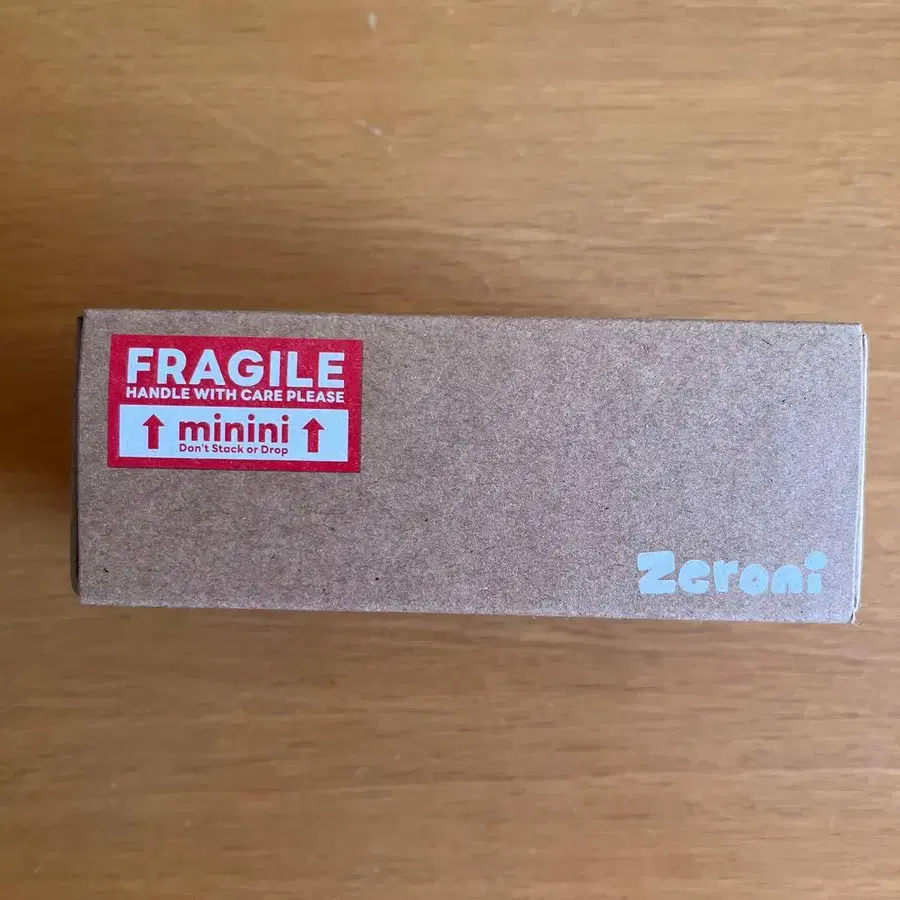 FRAGILE
HANDLE WITH CARE PLEASE
minini
Don't Stack or Drop
Zeroni